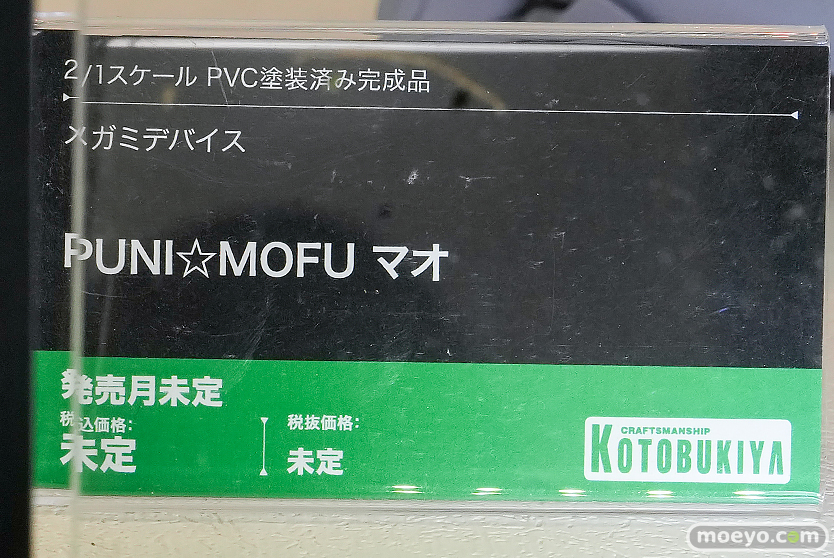 2/1スケール PVC塗装済み完成品
メガミデバイス
PUNI☆MOFU マオ
発売月未定
税込価格:
未定
税抜価格:
未定
CRAFTSMANSHIP
KOTOBUKIYA
moeyo.com